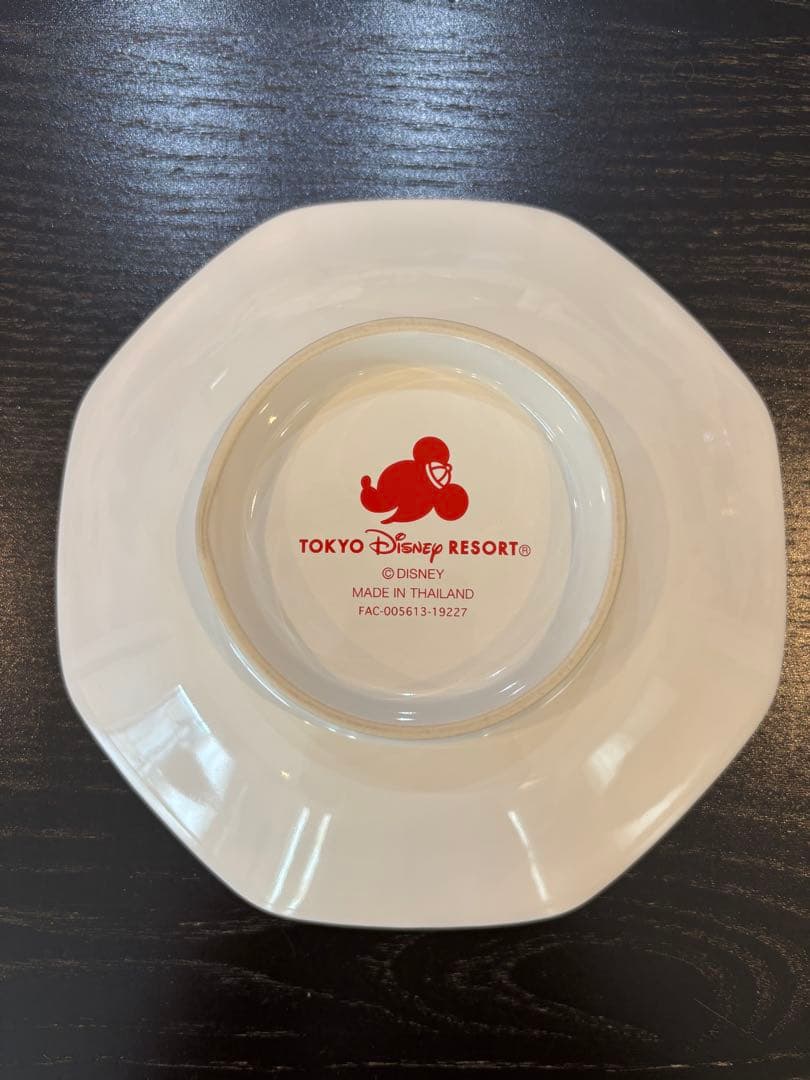 TOKYO Disney RESORT®
© DISNEY
MADE IN THAILAND
FAC-005613-19227